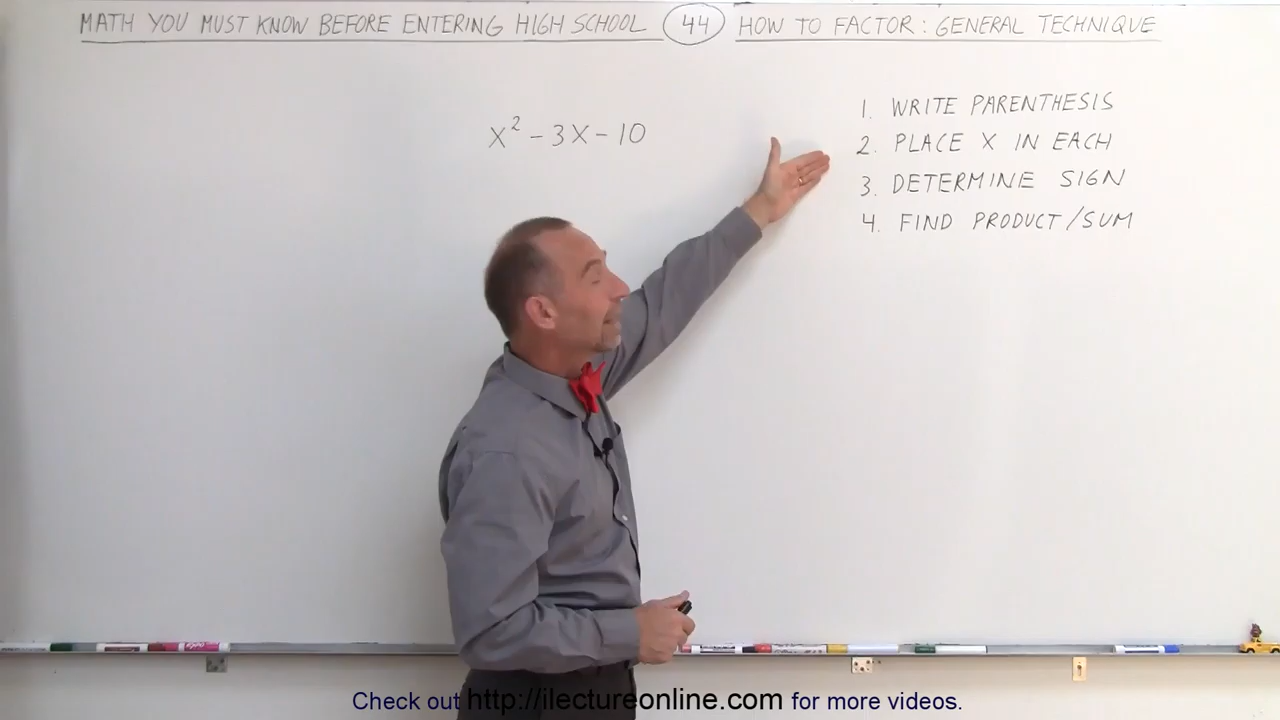 MATH YOU MUST KNOW BEFORE ENTERING HIGH SCHOOL 44 HOW TO FACTOR : GENERAL TECHNIQUE
x² - 3x - 10
1. WRITE PARENTHESIS
2. PLACE X IN EACH
3. DETERMINE SIGN
4. FIND PRODUCT/SUM
Check out http://ilectureonline.com for more videos.